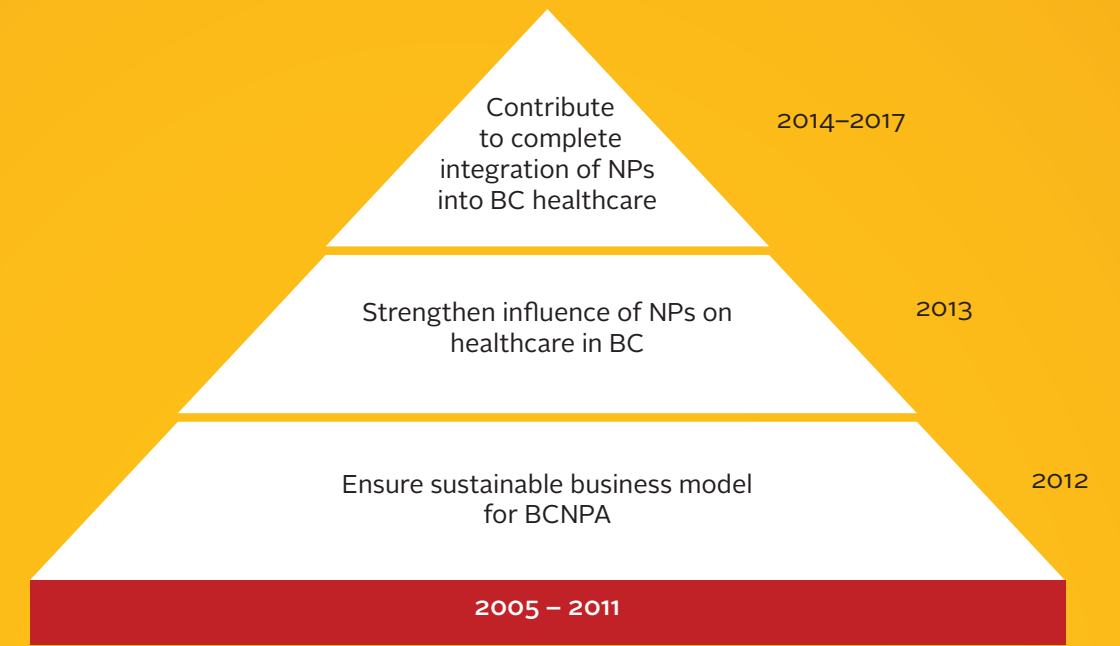 Contribute
to complete
integration of NPs
into BC healthcare
2014–2017
Strengthen influence of NPs on
healthcare in BC
2013
Ensure sustainable business model
for BCNPA
2012
2005 – 2011